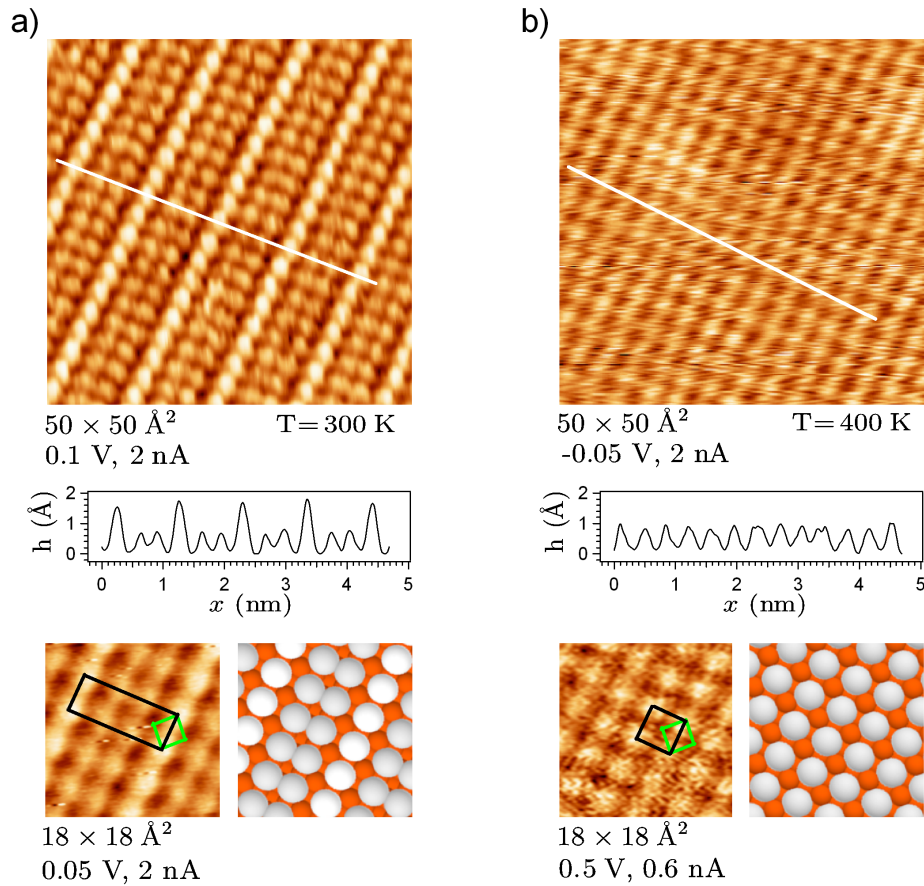 a)
b)
50 × 50 Å² T=300 K
0.1 V, 2 nA
50 × 50 Å² T=400 K
-0.05 V, 2 nA
h (Å)
2
1
0
0 1 2 3 4 5
x (nm)
h (Å)
2
1
0
0 1 2 3 4 5
x (nm)
18 × 18 Å²
0.05 V, 2 nA
18 × 18 Å²
0.5 V, 0.6 nA